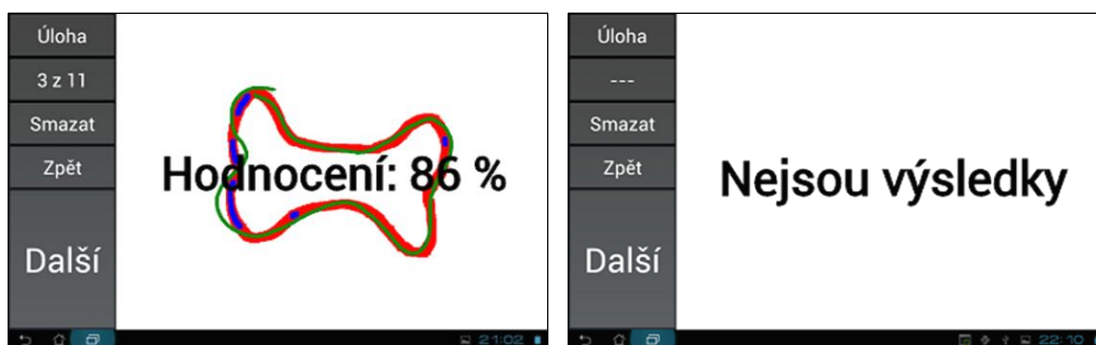 Úloha
3 z 11
Smazat
Zpět
Další
Hodnocení: 86 %
21:02
Úloha
---
Smazat
Zpět
Další
Nejsou výsledky
22:10